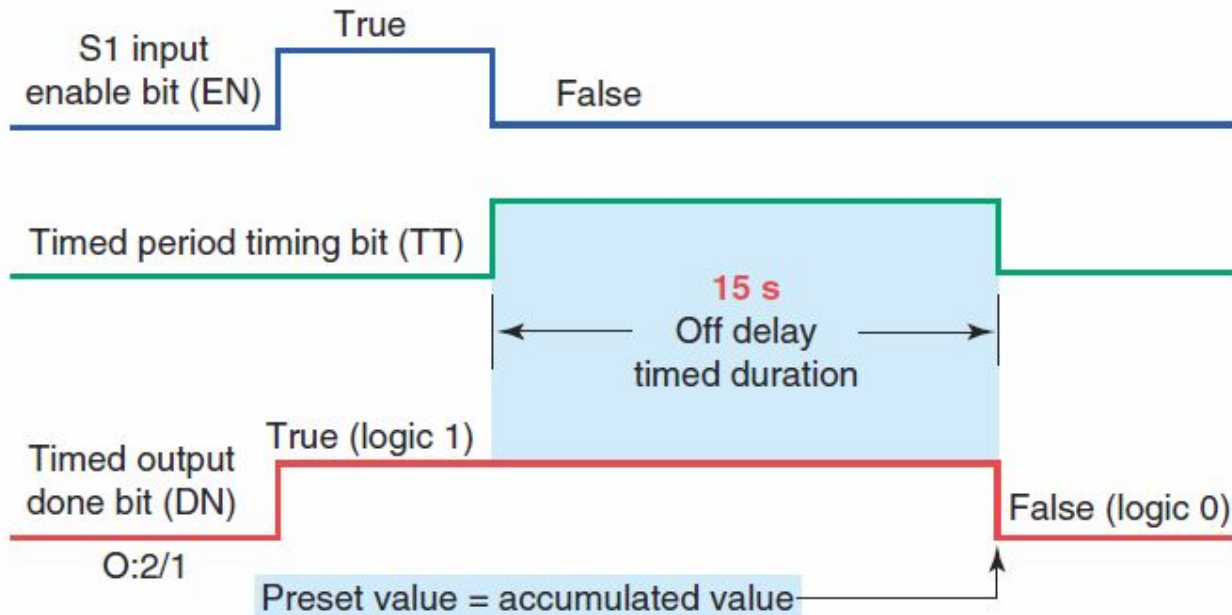 True
S1 input
enable bit (EN)
False
Timed period timing bit (TT)
15 s
Off delay
timed duration
True (logic 1)
Timed output
done bit (DN)
False (logic 0)
O:2/1
Preset value = accumulated value